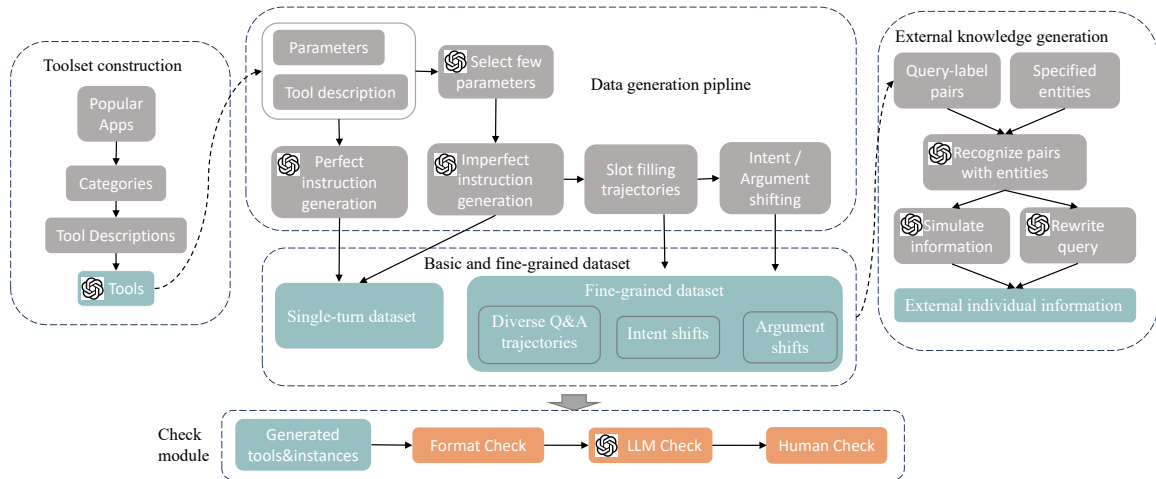 Toolset construction
Popular
Apps
Categories
Tool Descriptions
Tools
Parameters
Tool description
Select few
parameters
Data generation pipline
Perfect
instruction
generation
Imperfect
instruction
generation
Slot filling
trajectories
Intent /
Argument
shifting
Basic and fine-grained dataset
Single-turn dataset
Fine-grained dataset
Diverse Q&A
trajectories
Intent shifts
Argument
shifts
External knowledge generation
Query-label
pairs
Specified
entities
Recognize pairs
with entities
Simulate
information
Rewrite
query
External individual information
Check
module
Generated
tools&instances
Format Check
LLM Check
Human Check